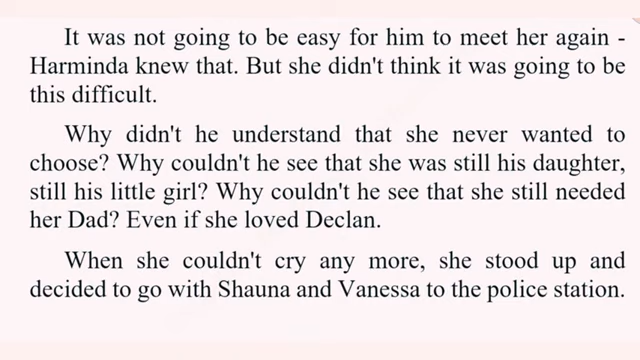 It was not going to be easy for him to meet her again -
Harminda knew that. But she didn't think it was going to be
this difficult.
Why didn't he understand that she never wanted to
choose? Why couldn't he see that she was still his daughter,
still his little girl? Why couldn't he see that she still needed
her Dad? Even if she loved Declan.
When she couldn't cry any more, she stood up and
decided to go with Shauna and Vanessa to the police station.